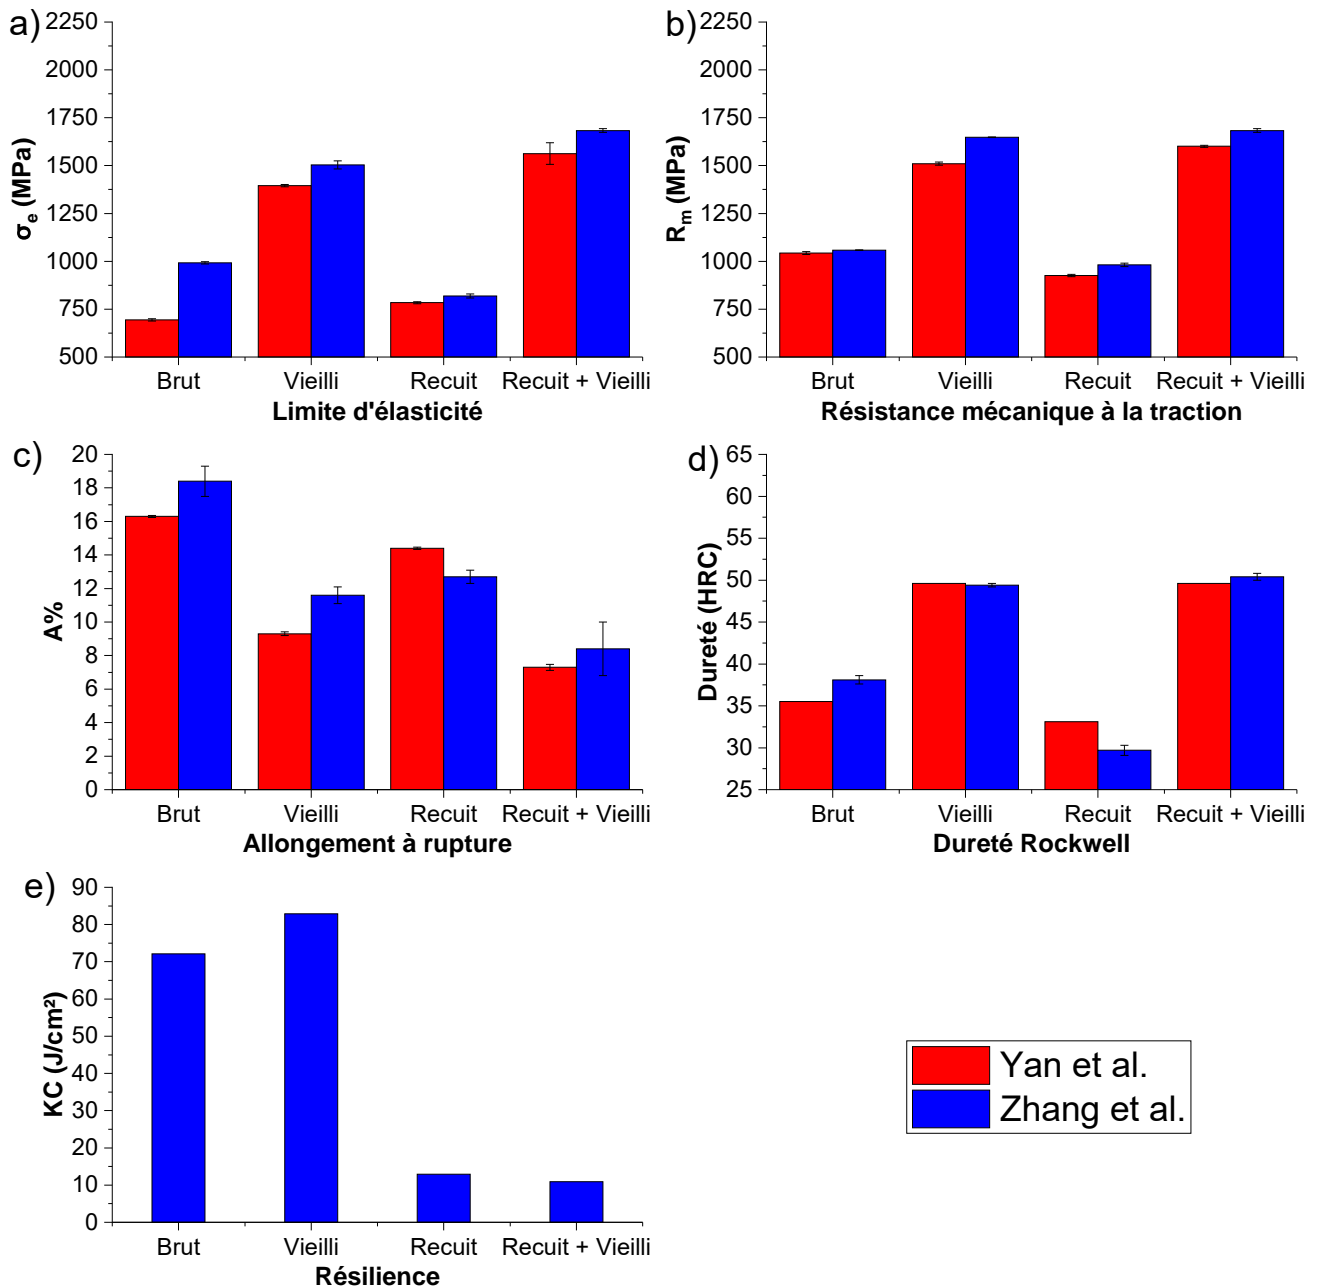 a)
2250
2000
1750
1500
1250
1000
750
500
σe (MPa)
Brut Vieilli Recuit Recuit + Vieilli
Limite d'élasticité
b)
2250
2000
1750
1500
1250
1000
750
500
Rm (MPa)
Brut Vieilli Recuit Recuit + Vieilli
Résistance mécanique à la traction
c)
20
18
16
14
12
10
8
6
4
2
0
A%
Brut Vieilli Recuit Recuit + Vieilli
Allongement à rupture
d)
65
60
55
50
45
40
35
30
25
Dureté (HRC)
Brut Vieilli Recuit Recuit + Vieilli
Dureté Rockwell
e)
90
80
70
60
50
40
30
20
10
0
KC (J/cm²)
Brut Vieilli Recuit Recuit + Vieilli
Résilience
Yan et al.
Zhang et al.